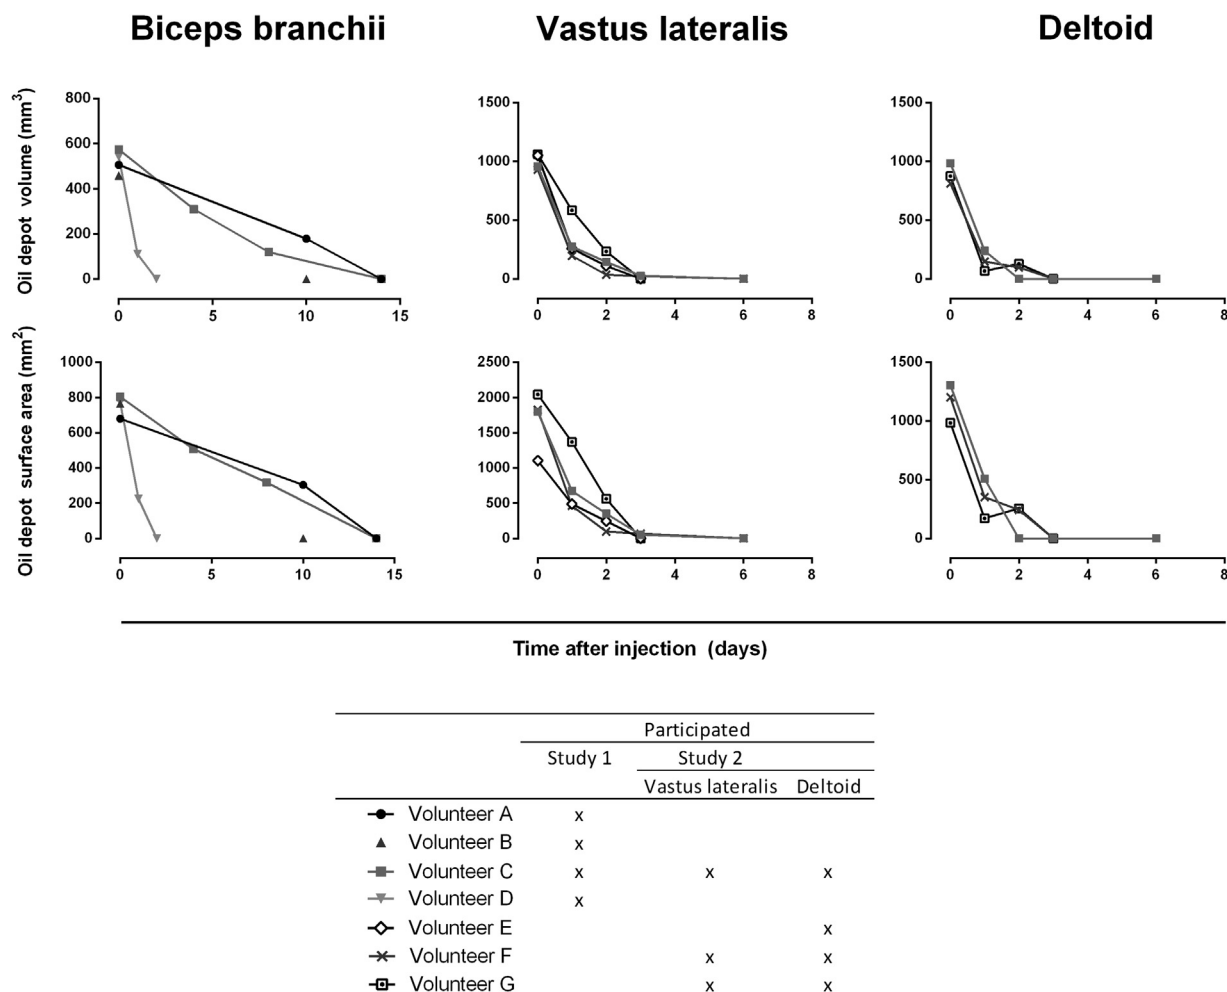 Biceps branchii Vastus lateralis Deltoid
Oil depot volume (mm³)
800
600
400
200
0
0 5 10 15
1500
1000
500
0
0 2 4 6 8
1500
1000
500
0
0 2 4 6 8
Oil depot surface area (mm²)
1000
800
600
400
200
0
0 5 10 15
2500
2000
1500
1000
500
0
0 2 4 6 8
1500
1000
500
0
0 2 4 6 8
Time after injection (days)
Participated
Study 1 Study 2
Vastus lateralis Deltoid
Volunteer A x
Volunteer B x
Volunteer C x x x
Volunteer D x
Volunteer E x
Volunteer F x x
Volunteer G x x